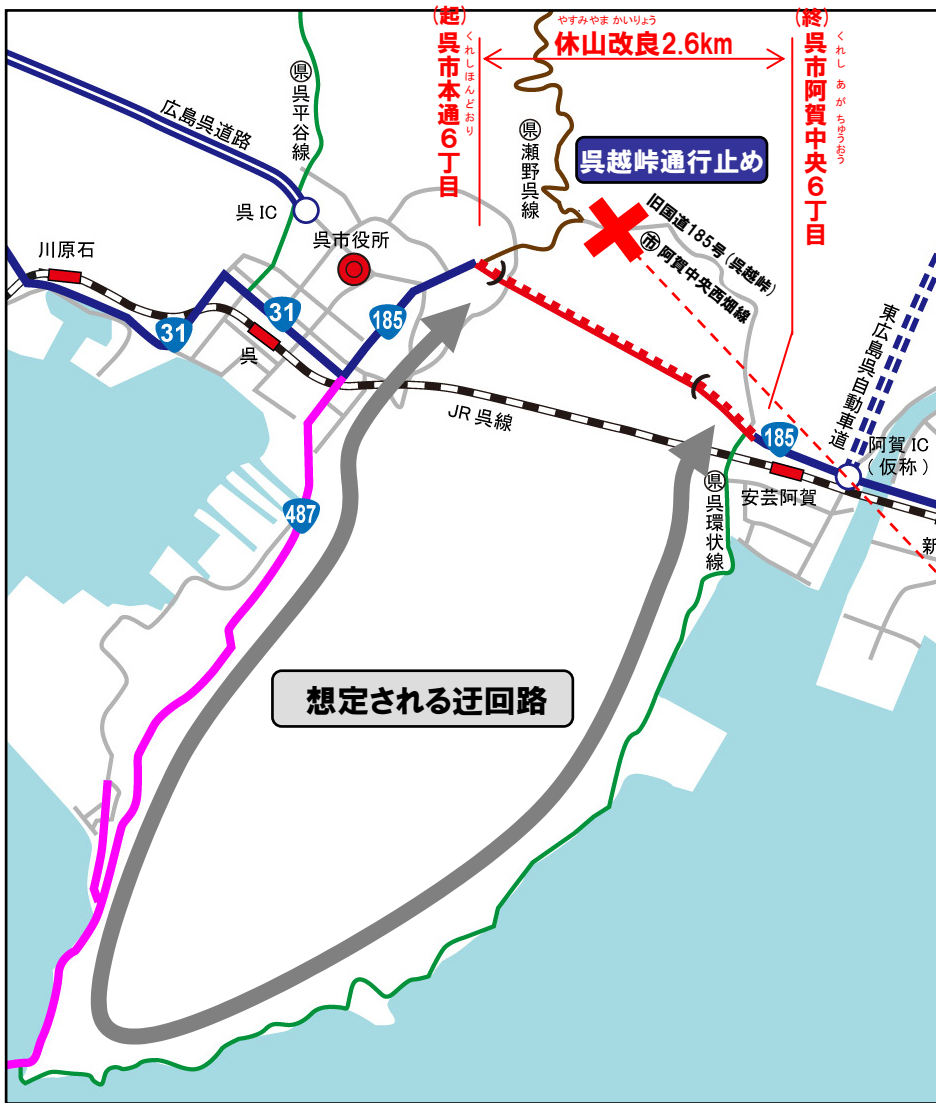 (起)
呉市本通６丁目
くれしほんどおり
やすみやま かいりょう
休山改良2.6km
(終)
呉市阿賀中央６丁目
くれし あ が ちゅうおう
県呉平谷線
広島呉道路
県瀬野呉線
呉越峠通行止め
旧国道185号(呉越峠)
市阿賀中央西畑線
呉 IC
呉市役所
川原石
31
31
185
呉
JR 呉線
東広島呉自動車道
185
阿賀 IC
(仮称)
安芸阿賀
県呉環状線
新
487
想定される迂回路